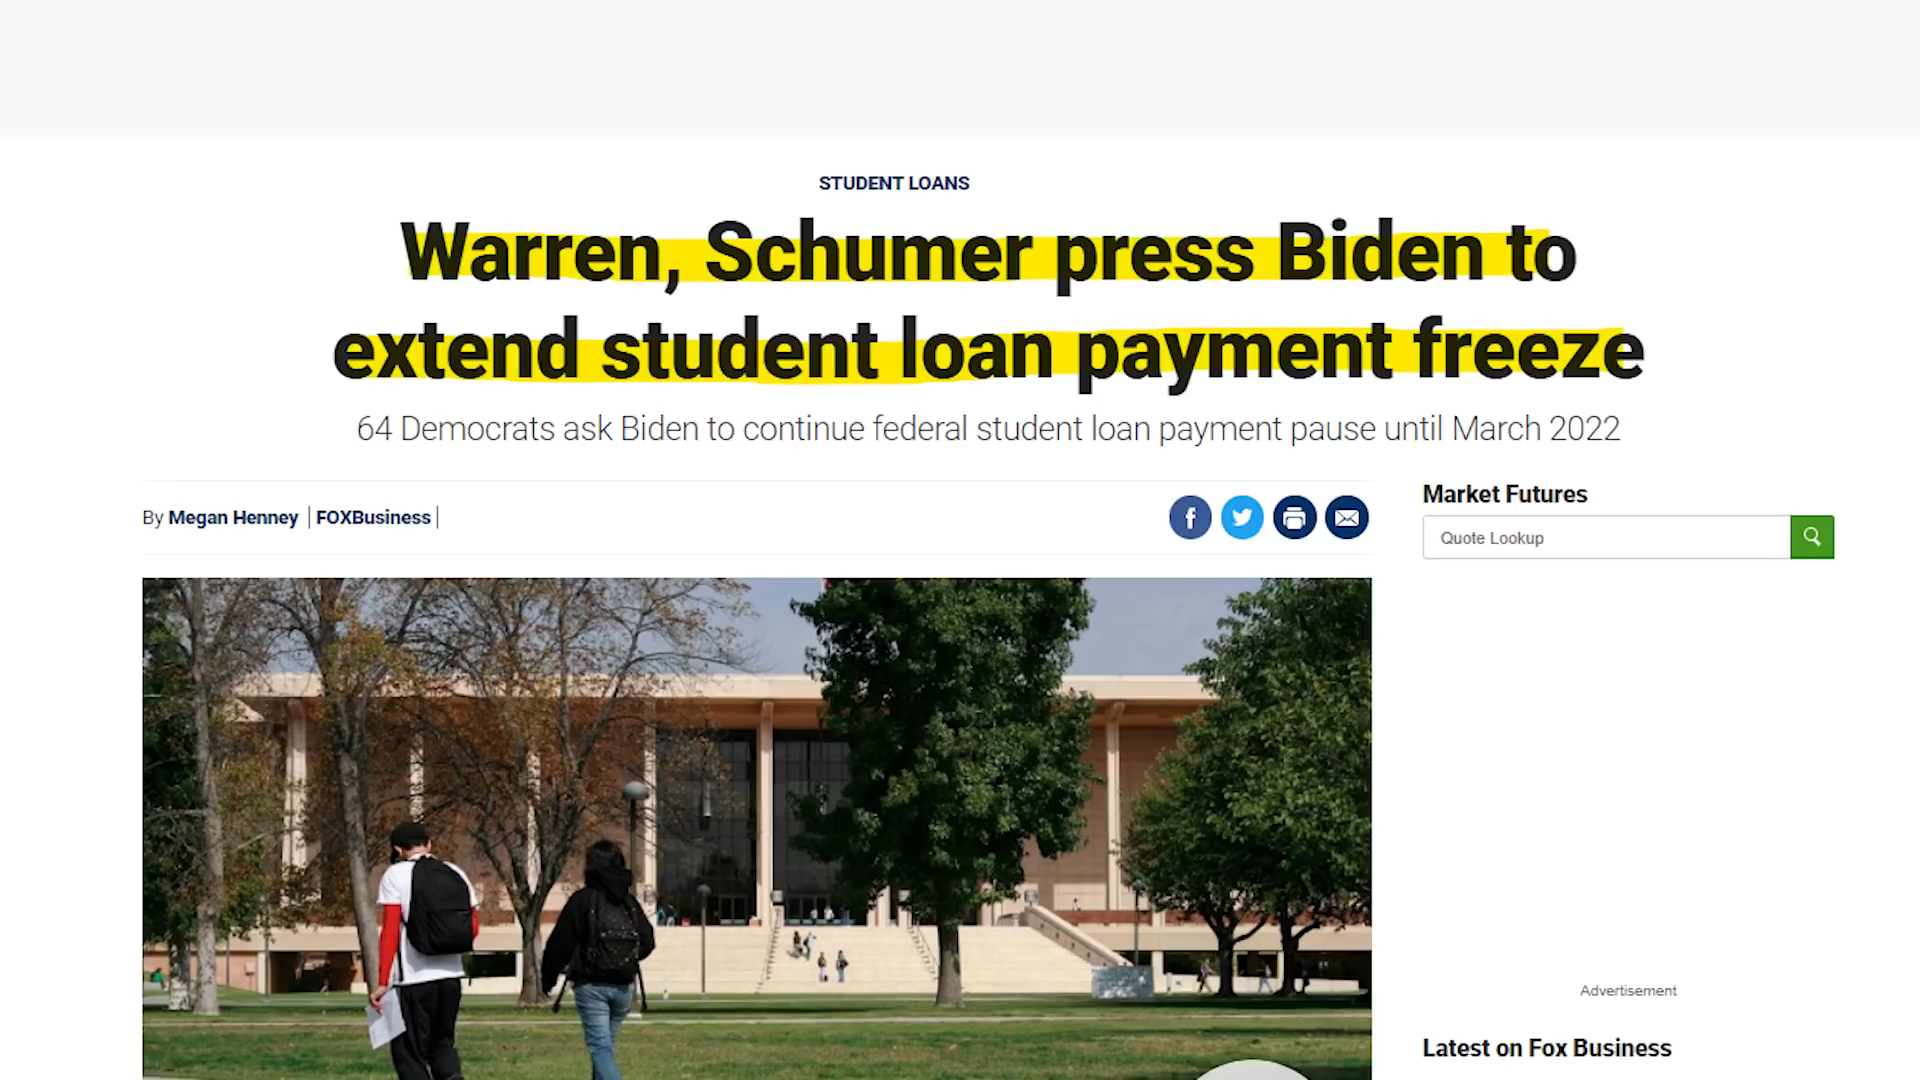 STUDENT LOANS
Warren, Schumer press Biden to
extend student loan payment freeze
64 Democrats ask Biden to continue federal student loan payment pause until March 2022
By Megan Henney | FOXBusiness |
Market Futures
Quote Lookup
Advertisement
Latest on Fox Business